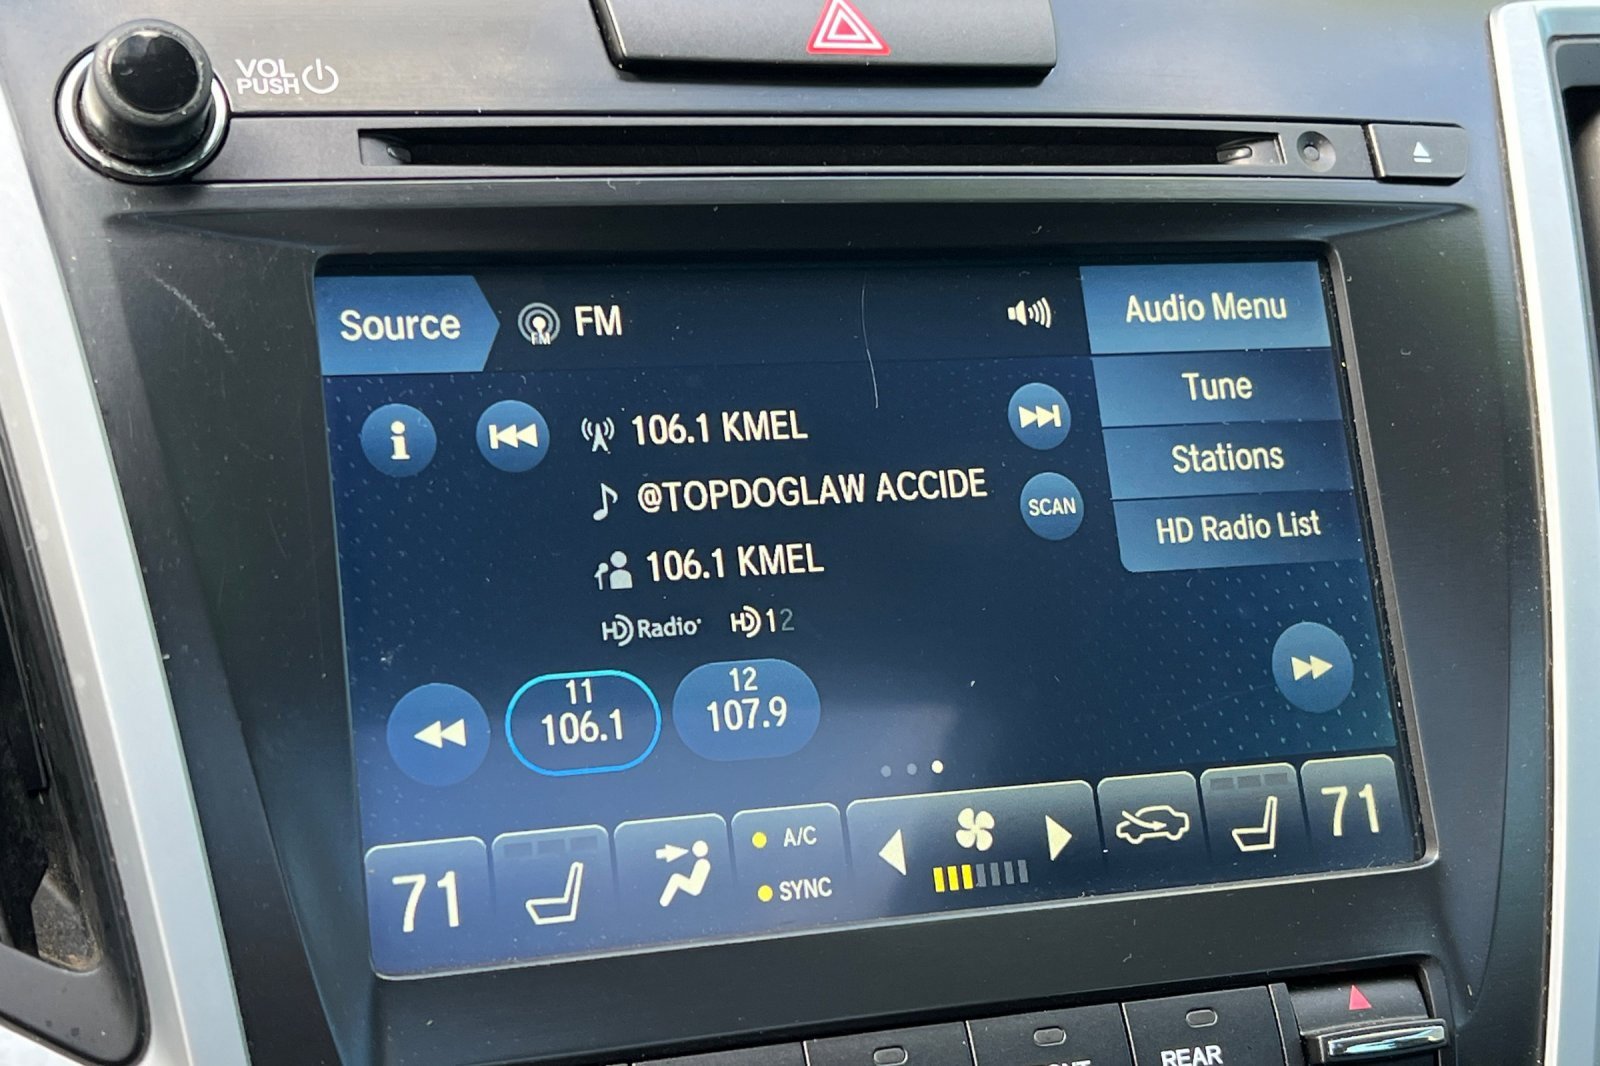 VOL
PUSH
Source
FM
FM
Audio Menu
Tune
Stations
HD Radio List
106.1 KMEL
@TOPDOGLAW ACCIDE
SCAN
106.1 KMEL
HD Radio HD 1 2
11
106.1
12
107.9
71
A/C
SYNC
71
REAR